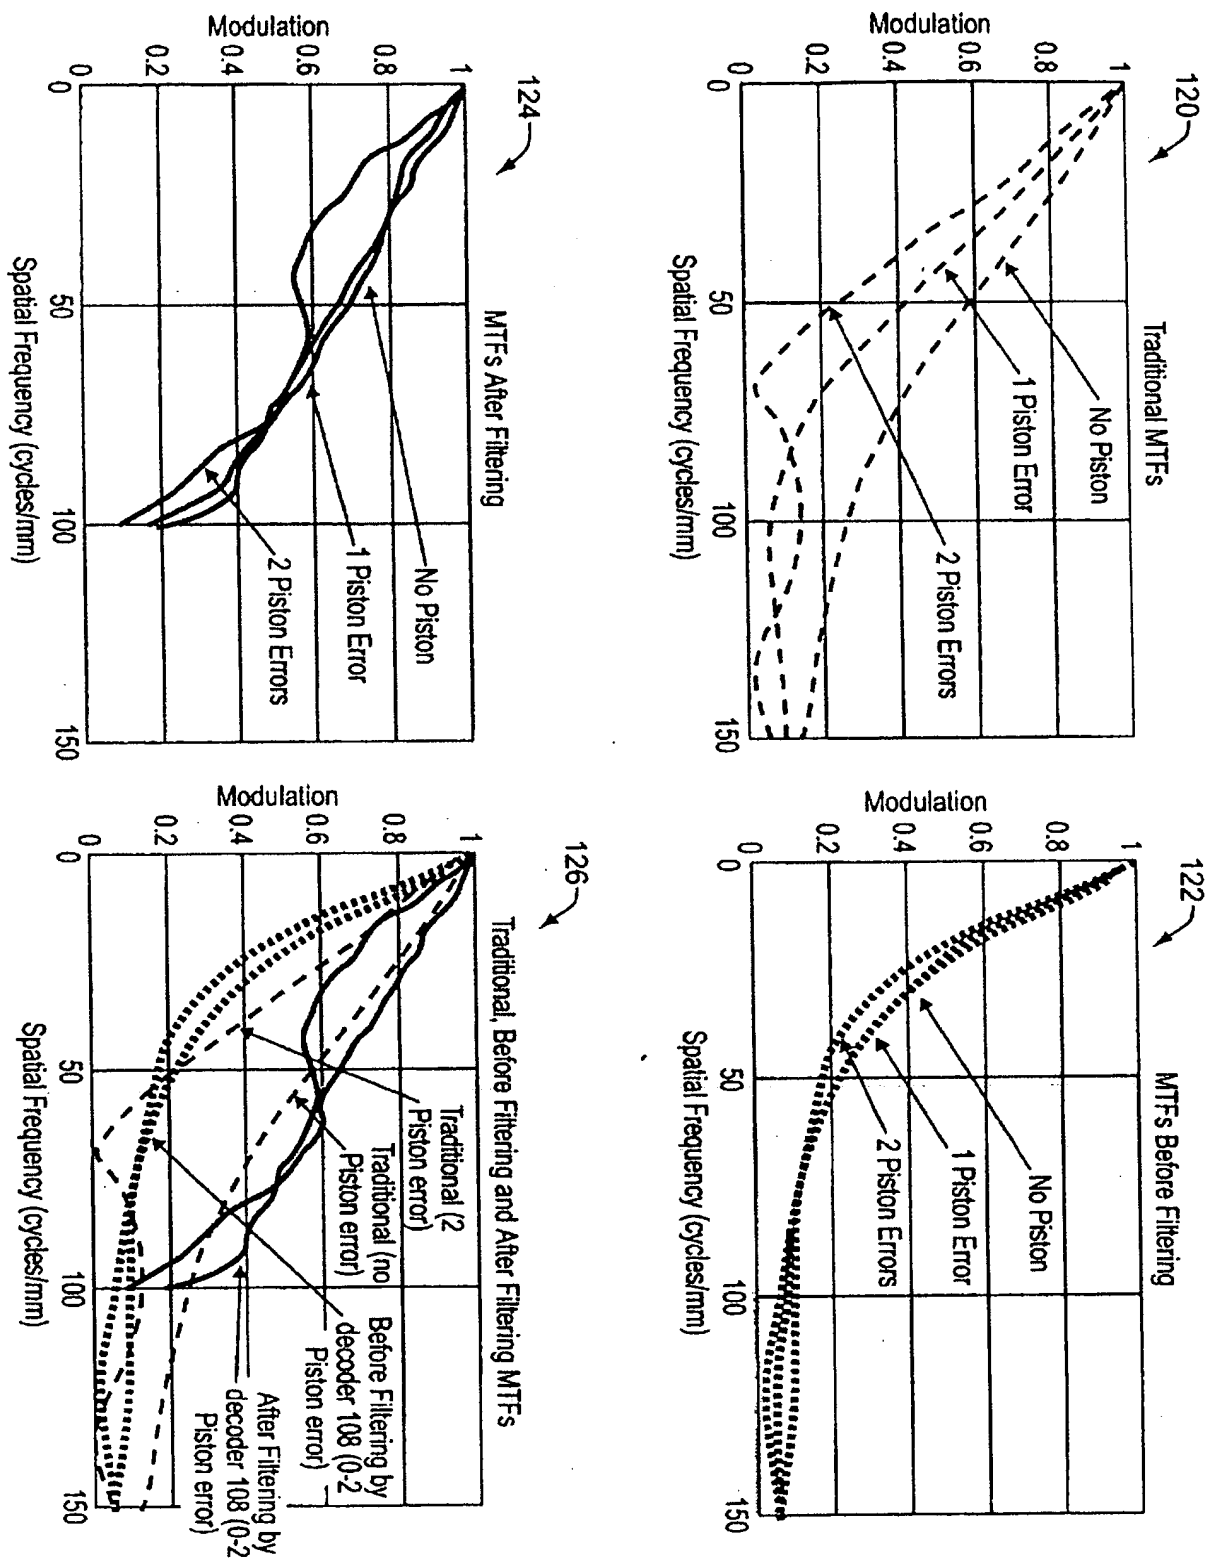 120
Traditional MTFs
Modulation
1
0.8
0.6
0.4
0.2
0
0
50
100
150
No Piston
1 Piston Error
2 Piston Errors
Spatial Frequency (cycles/mm)
122
MTFs Before Filtering
Modulation
1
0.8
0.6
0.4
0.2
0
0
50
100
150
No Piston
1 Piston Error
2 Piston Errors
Spatial Frequency (cycles/mm)
124
MTFs After Filtering
Modulation
1
0.8
0.6
0.4
0.2
0
0
50
100
150
No Piston
1 Piston Error
2 Piston Errors
Spatial Frequency (cycles/mm)
126
Traditional, Before Filtering and After Filtering MTFs
Modulation
1
0.8
0.6
0.4
0.2
0
0
50
100
150
Traditional (2
Piston error)
Traditional (no
Piston error)
Before Filtering by
decoder 108 (0-2
Piston error)
After Filtering by
decoder 108 (0-2
Piston error)
Spatial Frequency (cycles/mm)